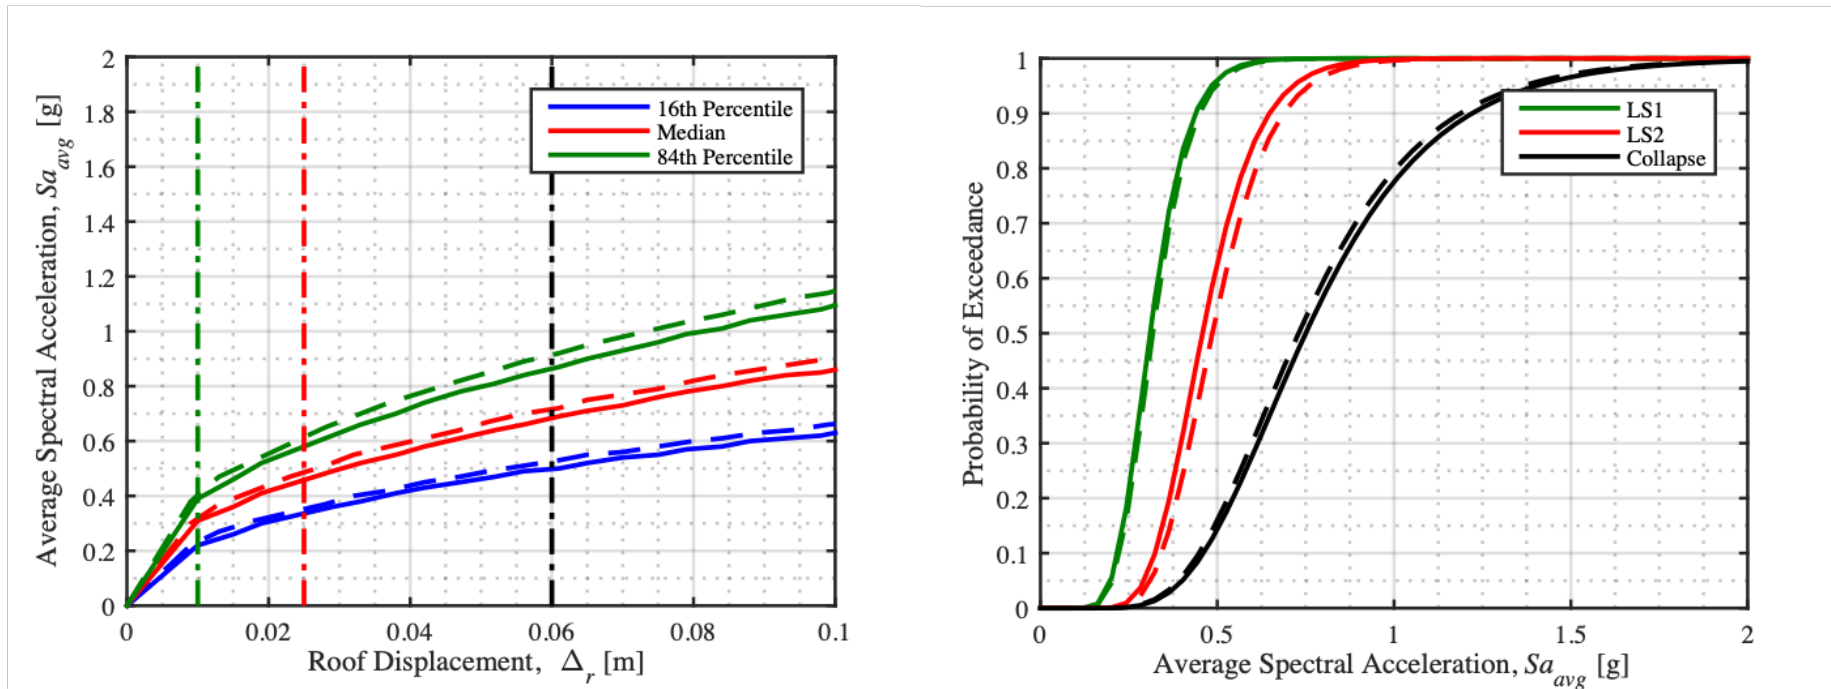 2
1.8
1.6
1.4
1.2
1
0.8
0.6
0.4
0.2
0
Average Spectral Acceleration, Sa_avg [g]
16th Percentile
Median
84th Percentile
0 0.02 0.04 0.06 0.08 0.1
Roof Displacement, Δ_r [m]
1
0.9
0.8
0.7
0.6
0.5
0.4
0.3
0.2
0.1
0
Probability of Exceedance
LS1
LS2
Collapse
0 0.5 1 1.5 2
Average Spectral Acceleration, Sa_avg [g]